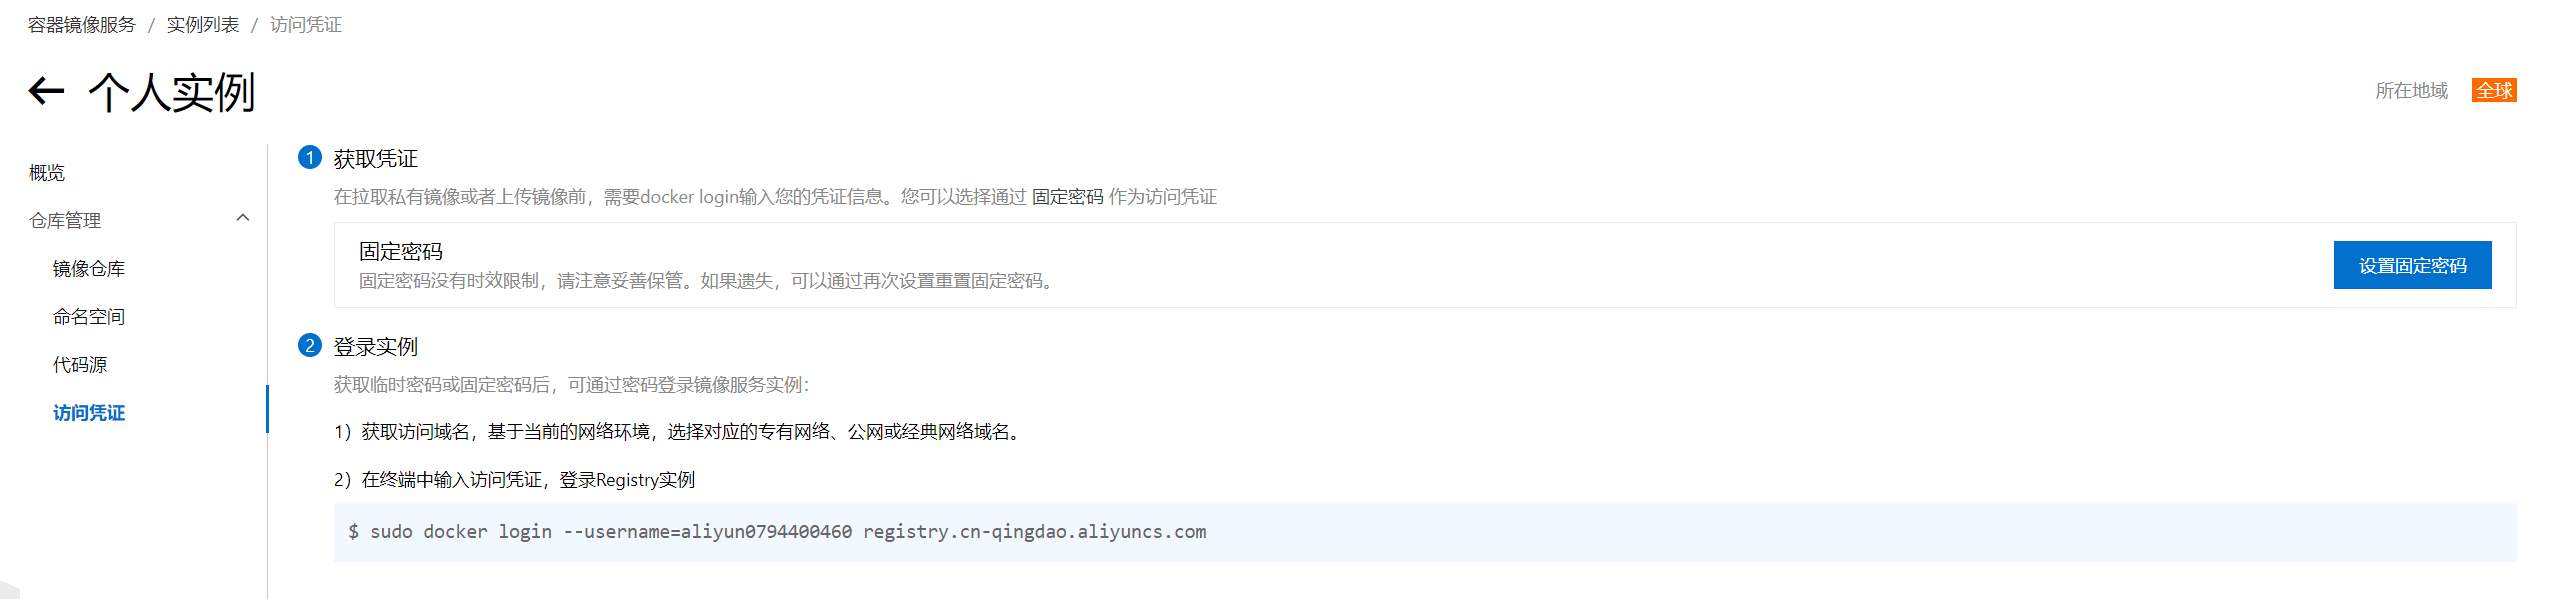 容器镜像服务 / 实例列表 / 访问凭证
个人实例
所在地域 全球
概览
仓库管理
镜像仓库
命名空间
代码源
访问凭证
1 获取凭证
在拉取私有镜像或者上传镜像前，需要docker login输入您的凭证信息。您可以选择通过 固定密码 作为访问凭证
固定密码
固定密码没有时效限制，请注意妥善保管。如果遗失，可以通过再次设置重置固定密码。
设置固定密码
2 登录实例
获取临时密码或固定密码后，可通过密码登录镜像服务实例：
1）获取访问域名，基于当前的网络环境，选择对应的专有网络、公网或经典网络域名。
2）在终端中输入访问凭证，登录Registry实例
$ sudo docker login --username=aliyun0794400460 registry.cn-qingdao.aliyuncs.com